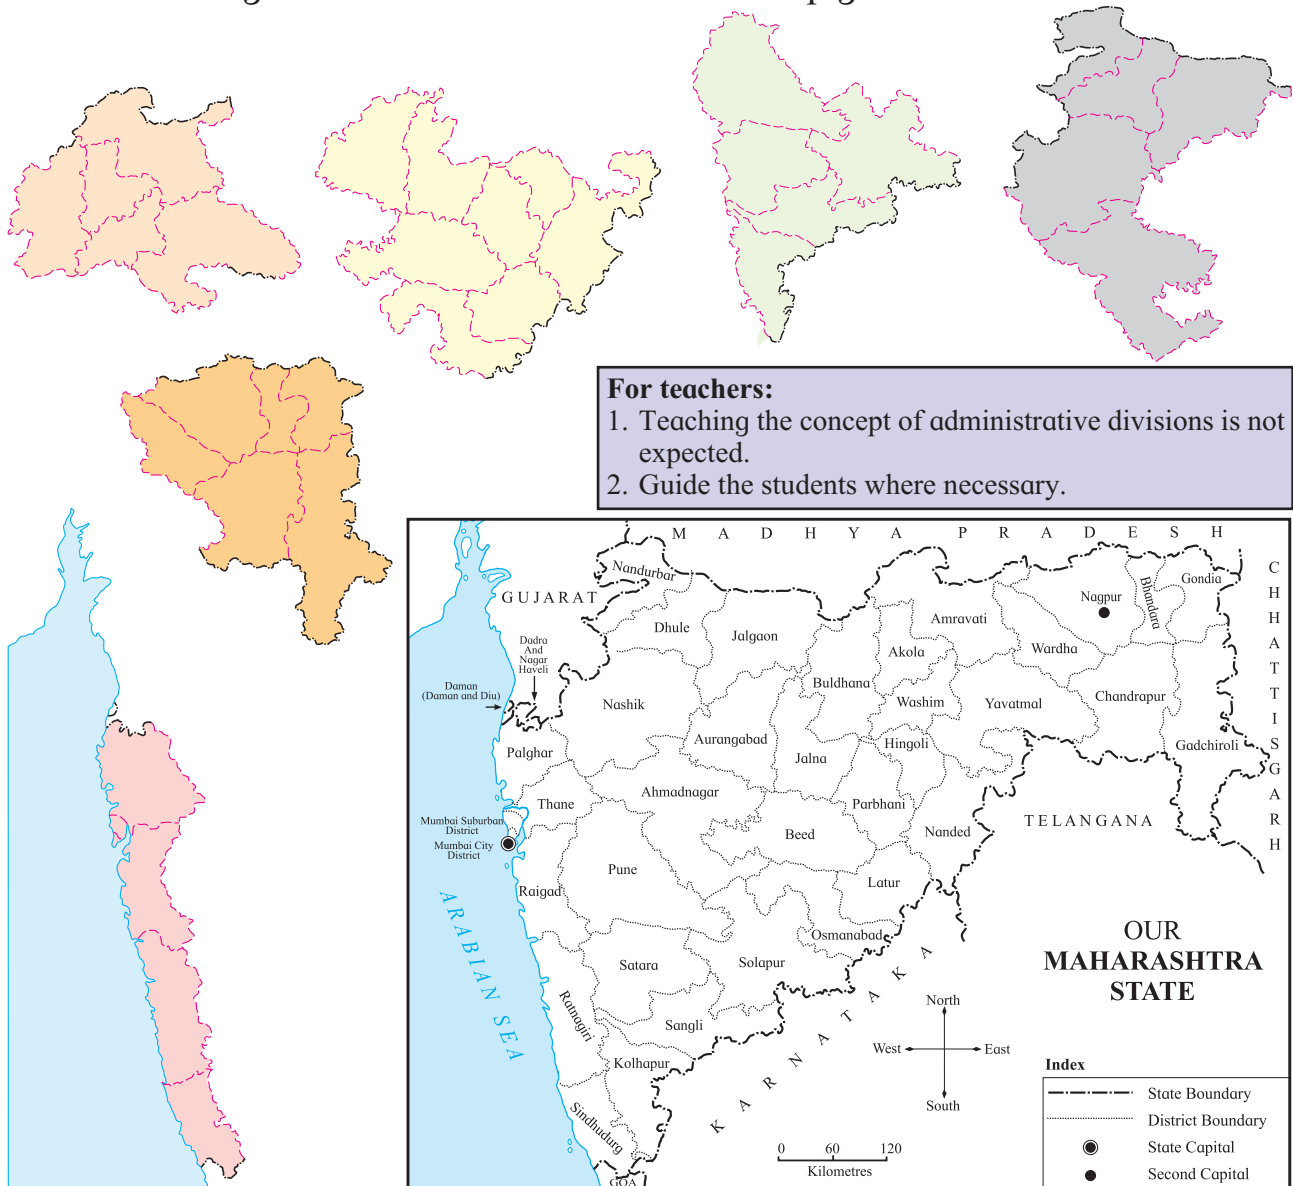 For teachers:
1. Teaching the concept of administrative divisions is not
expected.
2. Guide the students where necessary.
M A D H Y A P R A D E S H
C H H A T T I S G A R H
GUJARAT
Nandurbar
Dhule
Jalgaon
Amravati
Nagpur
Bhandara
Gondia
Dadra
And
Nagar
Haveli
Akola
Wardha
Daman
(Daman and Diu)
Nashik
Buldhana
Washim
Yavatmal
Chandrapur
Aurangabad
Hingoli
Gadchiroli
Palghar
Jalna
Thane
Ahmadnagar
Parbhani
Mumbai Suburban
District
Mumbai City
District
Beed
Nanded
TELANGANA
Pune
Raigad
Latur
ARABIAN SEA
Osmanabad
Satara
Solapur
KARNATAKA
Ratnagiri
Sangli
Kolhapur
Sindhudurg
GOA
OUR
MAHARASHTRA
STATE
North
West
East
South
0 60 120
Kilometres
Index
State Boundary
District Boundary
State Capital
Second Capital